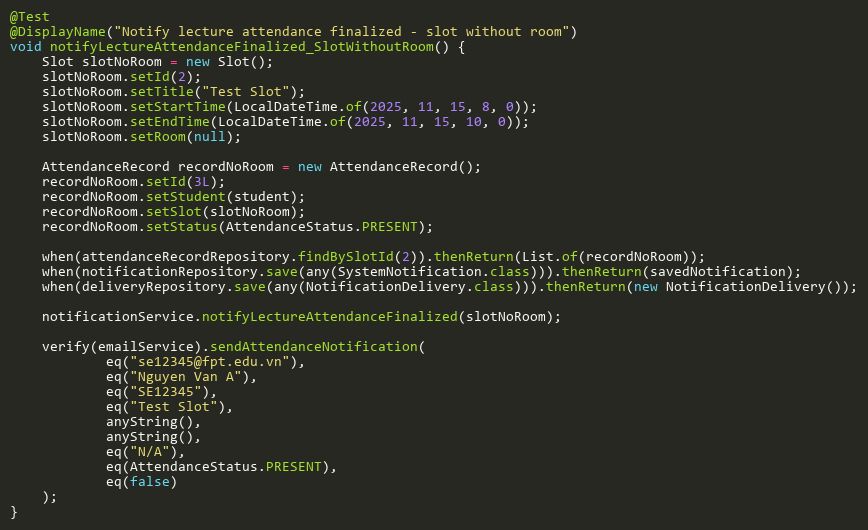 @Test
@DisplayName("Notify lecture attendance finalized - slot without room")
void notifyLectureAttendanceFinalized_SlotWithoutRoom() {
    Slot slotNoRoom = new Slot();
    slotNoRoom.setId(2);
    slotNoRoom.setTitle("Test Slot");
    slotNoRoom.setStartTime(LocalDateTime.of(2025, 11, 15, 8, 0));
    slotNoRoom.setEndTime(LocalDateTime.of(2025, 11, 15, 10, 0));
    slotNoRoom.setRoom(null);

    AttendanceRecord recordNoRoom = new AttendanceRecord();
    recordNoRoom.setId(3L);
    recordNoRoom.setStudent(student);
    recordNoRoom.setSlot(slotNoRoom);
    recordNoRoom.setStatus(AttendanceStatus.PRESENT);

    when(attendanceRecordRepository.findBySlotId(2)).thenReturn(List.of(recordNoRoom));
    when(notificationRepository.save(any(SystemNotification.class))).thenReturn(savedNotification);
    when(deliveryRepository.save(any(NotificationDelivery.class))).thenReturn(new NotificationDelivery());

    notificationService.notifyLectureAttendanceFinalized(slotNoRoom);

    verify(emailService).sendAttendanceNotification(
            eq("se12345@fpt.edu.vn"),
            eq("Nguyen Van A"),
            eq("SE12345"),
            eq("Test Slot"),
            anyString(),
            anyString(),
            eq("N/A"),
            eq(AttendanceStatus.PRESENT),
            eq(false)
    );
}